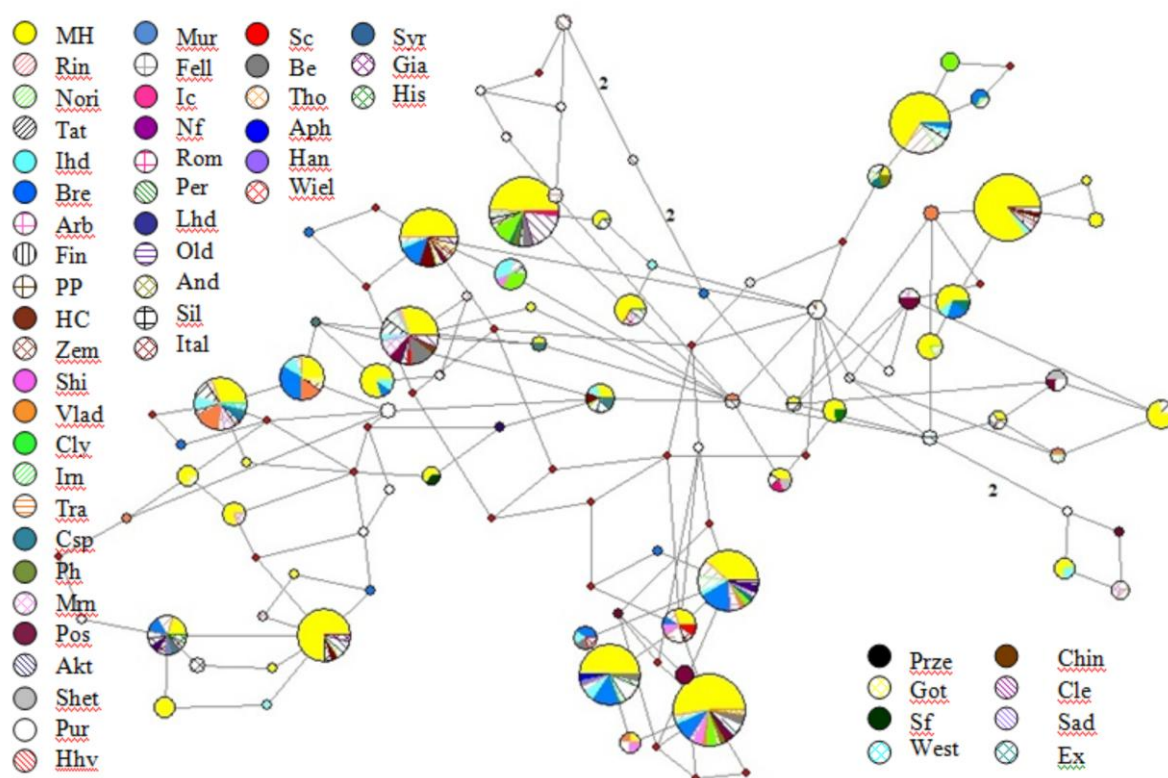 MH
Rin
Nori
Tat
Ihd
Bre
Arb
Fin
PP
HC
Zem
Shi
Vlad
Cly
Irn
Tra
Csp
Ph
Mrn
Pos
Akt
Shet
Pur
Hhv
Mur
Fell
Ic
Nf
Rom
Per
Lhd
Old
And
Sil
Ital
Sc
Be
Tho
Aph
Han
Wiel
Syr
Gia
His
2
2
2
Prze
Got
Sf
West
Chin
Cle
Sad
Ex